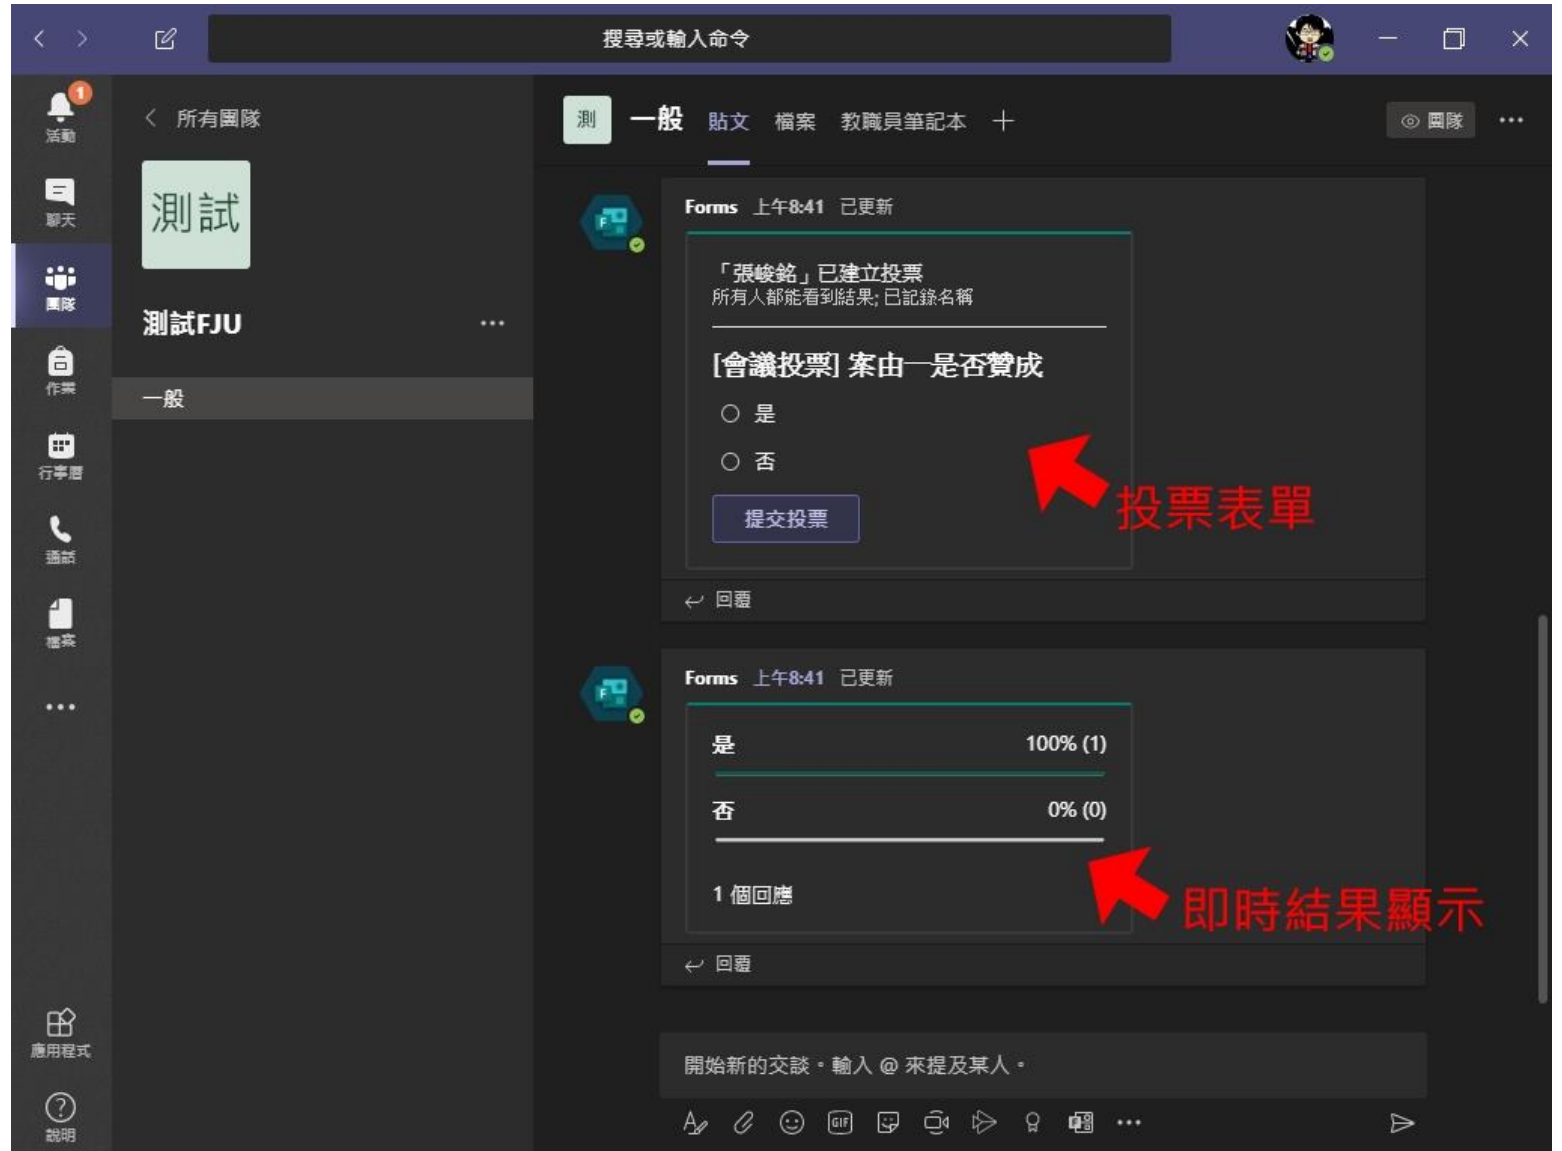 搜尋或輸入命令
1
活動
聊天
團隊
作業
行事曆
通話
檔案
應用程式
說明
所有團隊
測試
測試FJU
一般
測 一般 貼文 檔案 教職員筆記本
團隊
Forms 上午8:41 已更新
「張峻銘」已建立投票
所有人都能看到結果; 已記錄名稱
[會議投票] 案由一是否贊成
是
否
提交投票
投票表單
回覆
Forms 上午8:41 已更新
是 100% (1)
否 0% (0)
1 個回應
即時結果顯示
回覆
開始新的交談。輸入 @ 來提及某人。
GIF